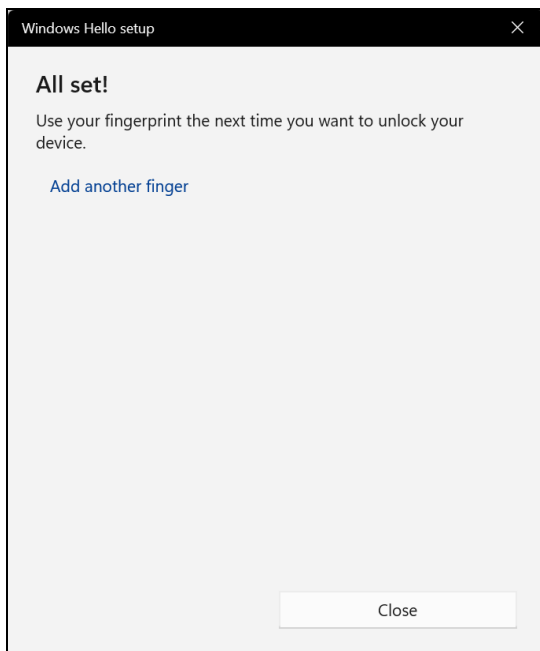 Windows Hello setup
All set!
Use your fingerprint the next time you want to unlock your
device.
Add another finger
Close